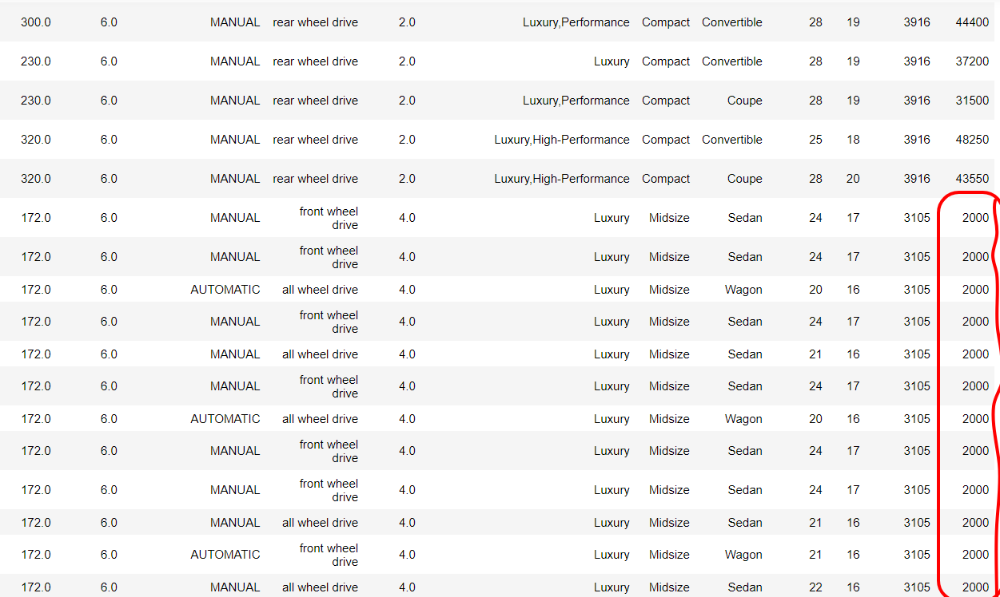 300.0 6.0 MANUAL rear wheel drive 2.0 Luxury,Performance Compact Convertible 28 19 3916 44400
230.0 6.0 MANUAL rear wheel drive 2.0 Luxury Compact Convertible 28 19 3916 37200
230.0 6.0 MANUAL rear wheel drive 2.0 Luxury,Performance Compact Coupe 28 19 3916 31500
320.0 6.0 MANUAL rear wheel drive 2.0 Luxury,High-Performance Compact Convertible 25 18 3916 48250
320.0 6.0 MANUAL rear wheel drive 2.0 Luxury,High-Performance Compact Coupe 28 20 3916 43550
172.0 6.0 MANUAL front wheel drive 4.0 Luxury Midsize Sedan 24 17 3105 2000
172.0 6.0 MANUAL front wheel drive 4.0 Luxury Midsize Sedan 24 17 3105 2000
172.0 6.0 AUTOMATIC all wheel drive 4.0 Luxury Midsize Wagon 20 16 3105 2000
172.0 6.0 MANUAL front wheel drive 4.0 Luxury Midsize Sedan 24 17 3105 2000
172.0 6.0 MANUAL all wheel drive 4.0 Luxury Midsize Sedan 21 16 3105 2000
172.0 6.0 MANUAL front wheel drive 4.0 Luxury Midsize Sedan 24 17 3105 2000
172.0 6.0 AUTOMATIC all wheel drive 4.0 Luxury Midsize Wagon 20 16 3105 2000
172.0 6.0 MANUAL front wheel drive 4.0 Luxury Midsize Sedan 24 17 3105 2000
172.0 6.0 MANUAL front wheel drive 4.0 Luxury Midsize Sedan 24 17 3105 2000
172.0 6.0 MANUAL all wheel drive 4.0 Luxury Midsize Sedan 21 16 3105 2000
172.0 6.0 AUTOMATIC front wheel drive 4.0 Luxury Midsize Wagon 21 16 3105 2000
172.0 6.0 MANUAL all wheel drive 4.0 Luxury Midsize Sedan 22 16 3105 2000